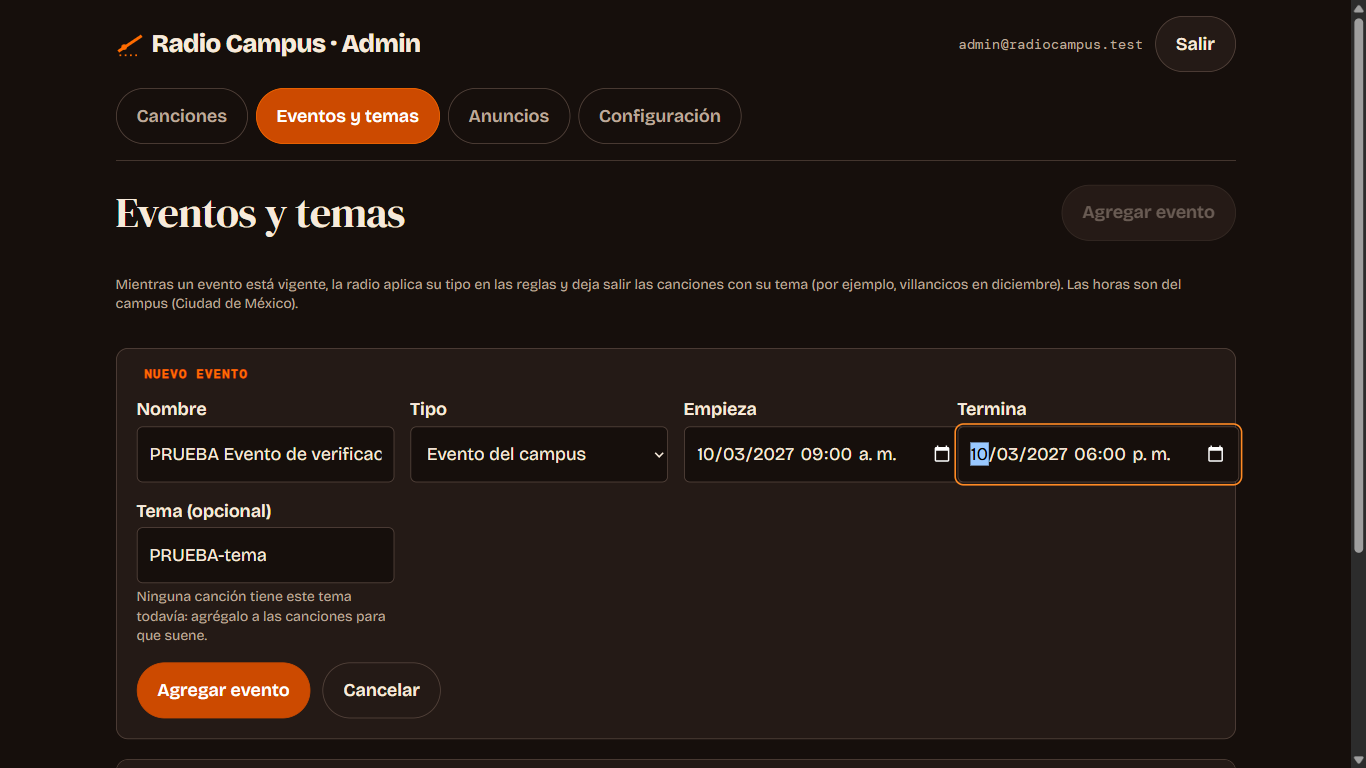 Radio Campus · Admin
admin@radiocampus.test
Salir
Canciones
Eventos y temas
Anuncios
Configuración
Eventos y temas
Agregar evento
Mientras un evento está vigente, la radio aplica su tipo en las reglas y deja salir las canciones con su tema (por ejemplo, villancicos en diciembre). Las horas son del
campus (Ciudad de México).
NUEVO EVENTO
Nombre
Tipo
Empieza
Termina
PRUEBA Evento de verificac
Evento del campus
10/03/2027 09:00 a. m.
10/03/2027 06:00 p. m.
Tema (opcional)
PRUEBA-tema
Ninguna canción tiene este tema
todavía: agrégalo a las canciones para
que suene.
Agregar evento
Cancelar